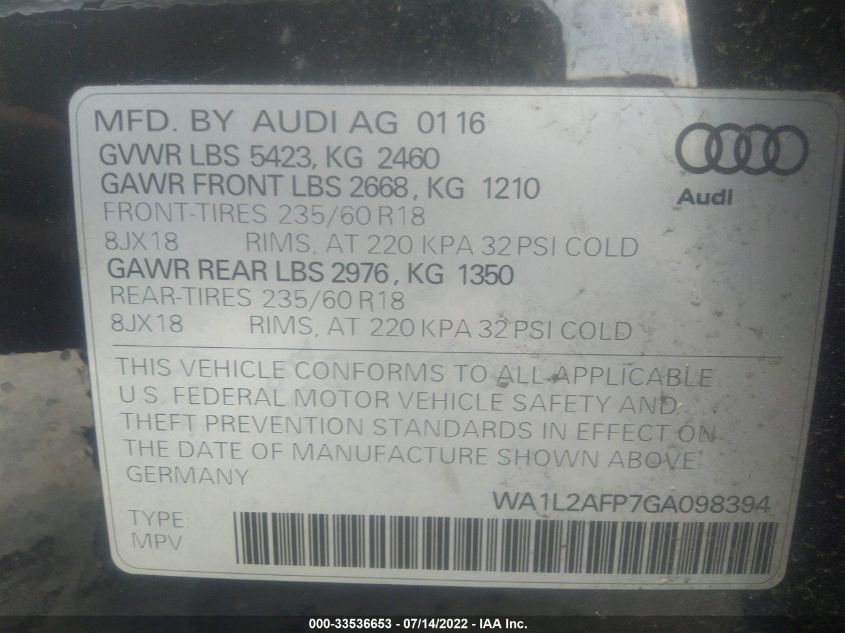 MFD. BY AUDI AG 01 16
GVWR LBS 5423, KG 2460
GAWR FRONT LBS 2668, KG 1210
FRONT-TIRES 235/60 R18
8JX18 RIMS, AT 220 KPA 32 PSI COLD
GAWR REAR LBS 2976, KG 1350
REAR-TIRES 235/60 R18
8JX18 RIMS, AT 220 KPA 32 PSI COLD
Audi
THIS VEHICLE CONFORMS TO ALL APPLICABLE
U.S. FEDERAL MOTOR VEHICLE SAFETY AND
THEFT PREVENTION STANDARDS IN EFFECT ON
THE DATE OF MANUFACTURE SHOWN ABOVE
GERMANY
WA1L2AFP7GA098394
TYPE:
MPV
000-33536653 - 07/14/2022 - IAA Inc.